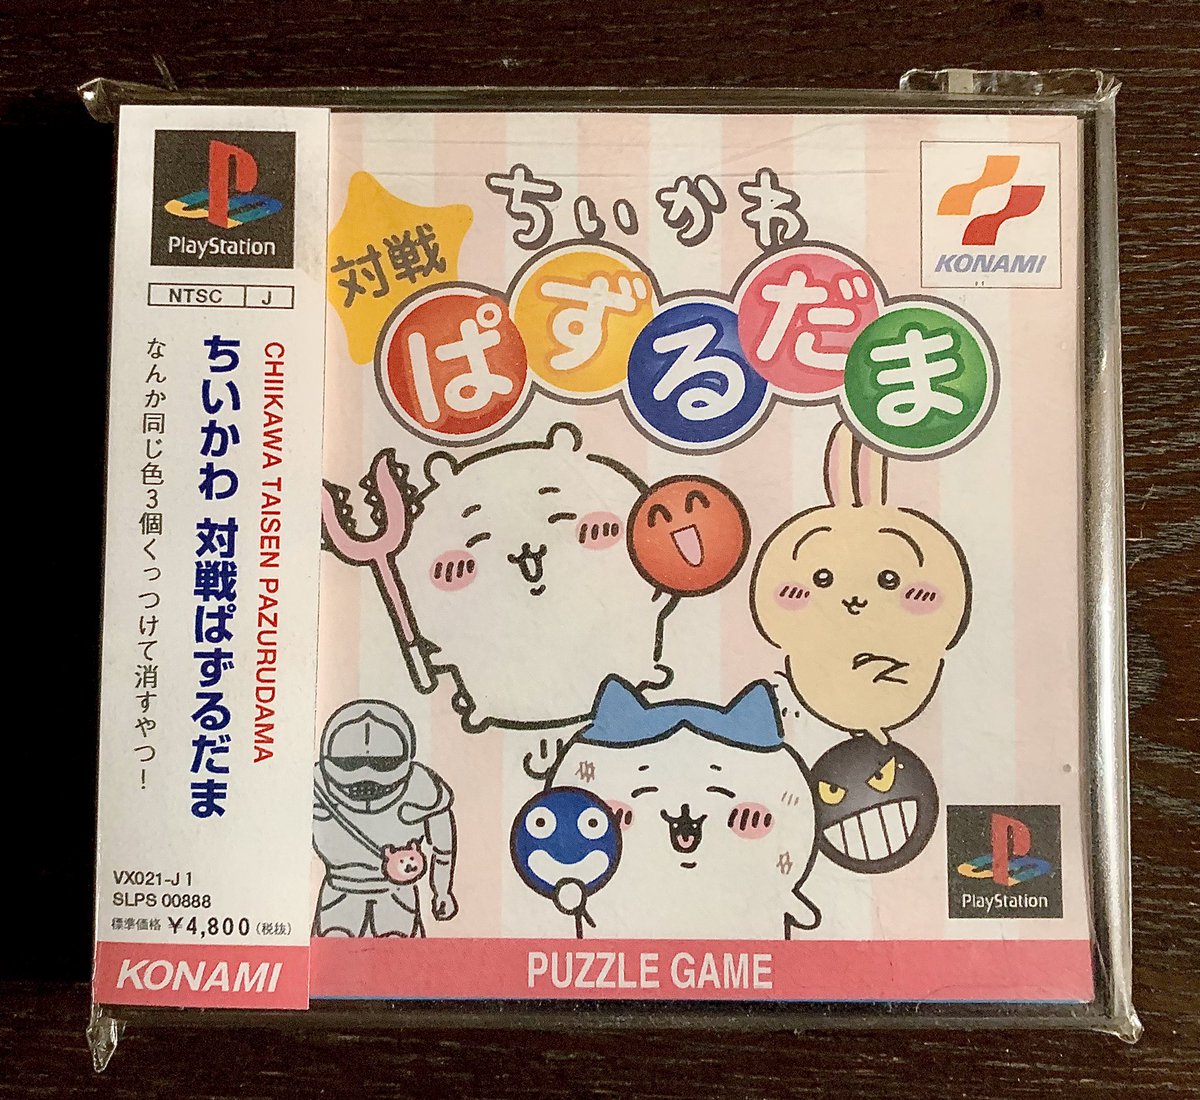 PlayStation
NTSC J
CHIIKAWA TAISEN PAZURUDAMA
ちいかわ 対戦ぱずるだま
なんか同じ色3個くっつけて消すやつ!
VX021-J1
SLPS 00888
標準価格 ¥4,800(税抜)
KONAMI
ちいかわ
対戦
ぱずるだま
KONAMI
PlayStation
PUZZLE GAME